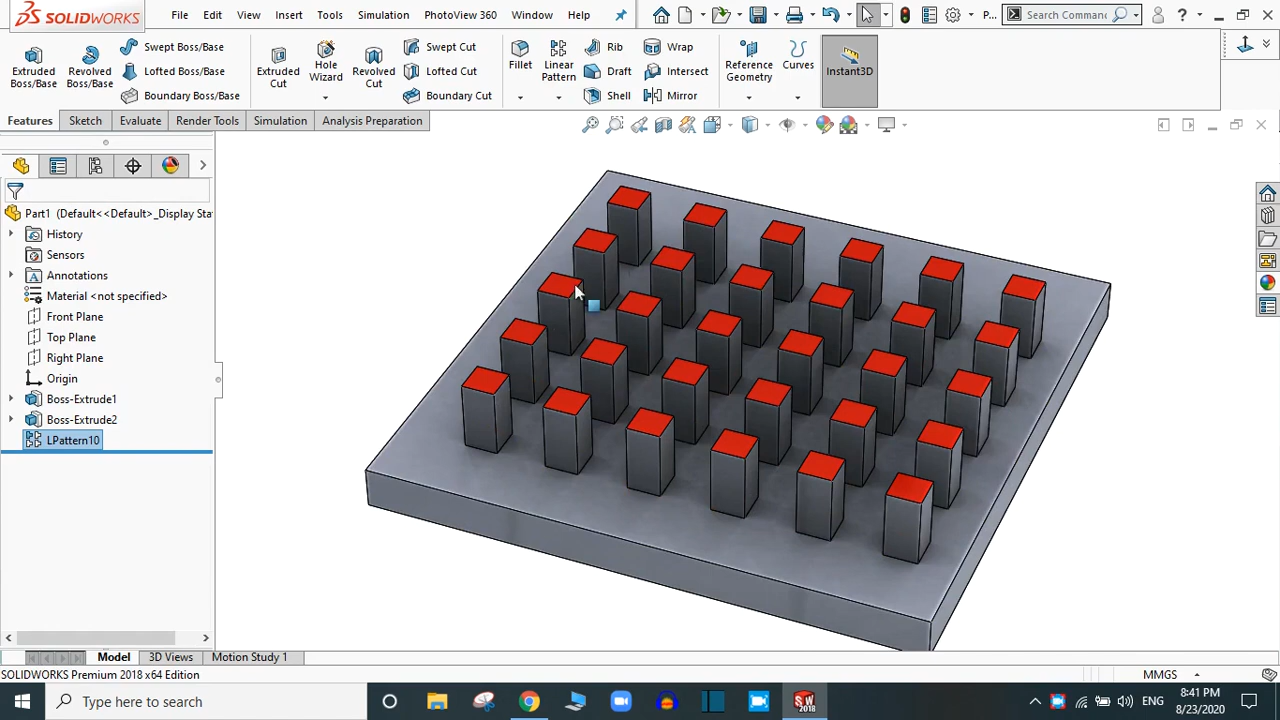 SOLIDWORKS File Edit View Insert Tools Simulation PhotoView 360 Window Help P... Search Comman ?
Extruded Boss/Base Revolved Boss/Base Swept Boss/Base Lofted Boss/Base Boundary Boss/Base Extruded Cut Hole Wizard Revolved Cut Swept Cut Lofted Cut Boundary Cut Fillet Linear Pattern Rib Draft Shell Wrap Intersect Mirror Reference Geometry Curves Instant3D
Features Sketch Evaluate Render Tools Simulation Analysis Preparation
Part1 (Default<<Default>_Display Sta
History
Sensors
Annotations
Material <not specified>
Front Plane
Top Plane
Right Plane
Origin
Boss-Extrude1
Boss-Extrude2
LPattern10
Model 3D Views Motion Study 1
SOLIDWORKS Premium 2018 x64 Edition MMGS
Type here to search SW 2018 ENG 8:41 PM
8/23/2020